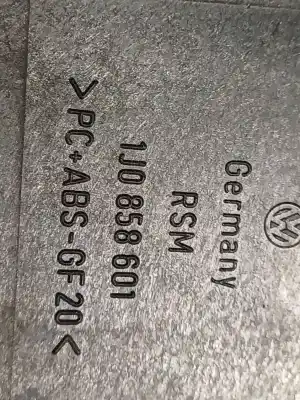 Germany
RSM
1J0 858 601
>PC+ABS-GF20<